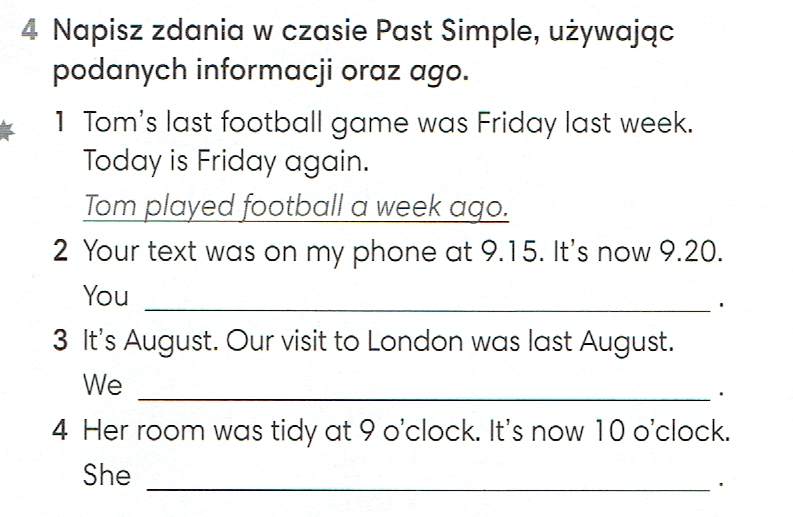 4 Napisz zdania w czasie Past Simple, używając
podanych informacji oraz ago.
1 Tom's last football game was Friday last week.
Today is Friday again.
Tom played football a week ago.
2 Your text was on my phone at 9.15. It's now 9.20.
You ______ .
3 It's August. Our visit to London was last August.
We ______ .
4 Her room was tidy at 9 o'clock. It's now 10 o'clock.
She ______ .